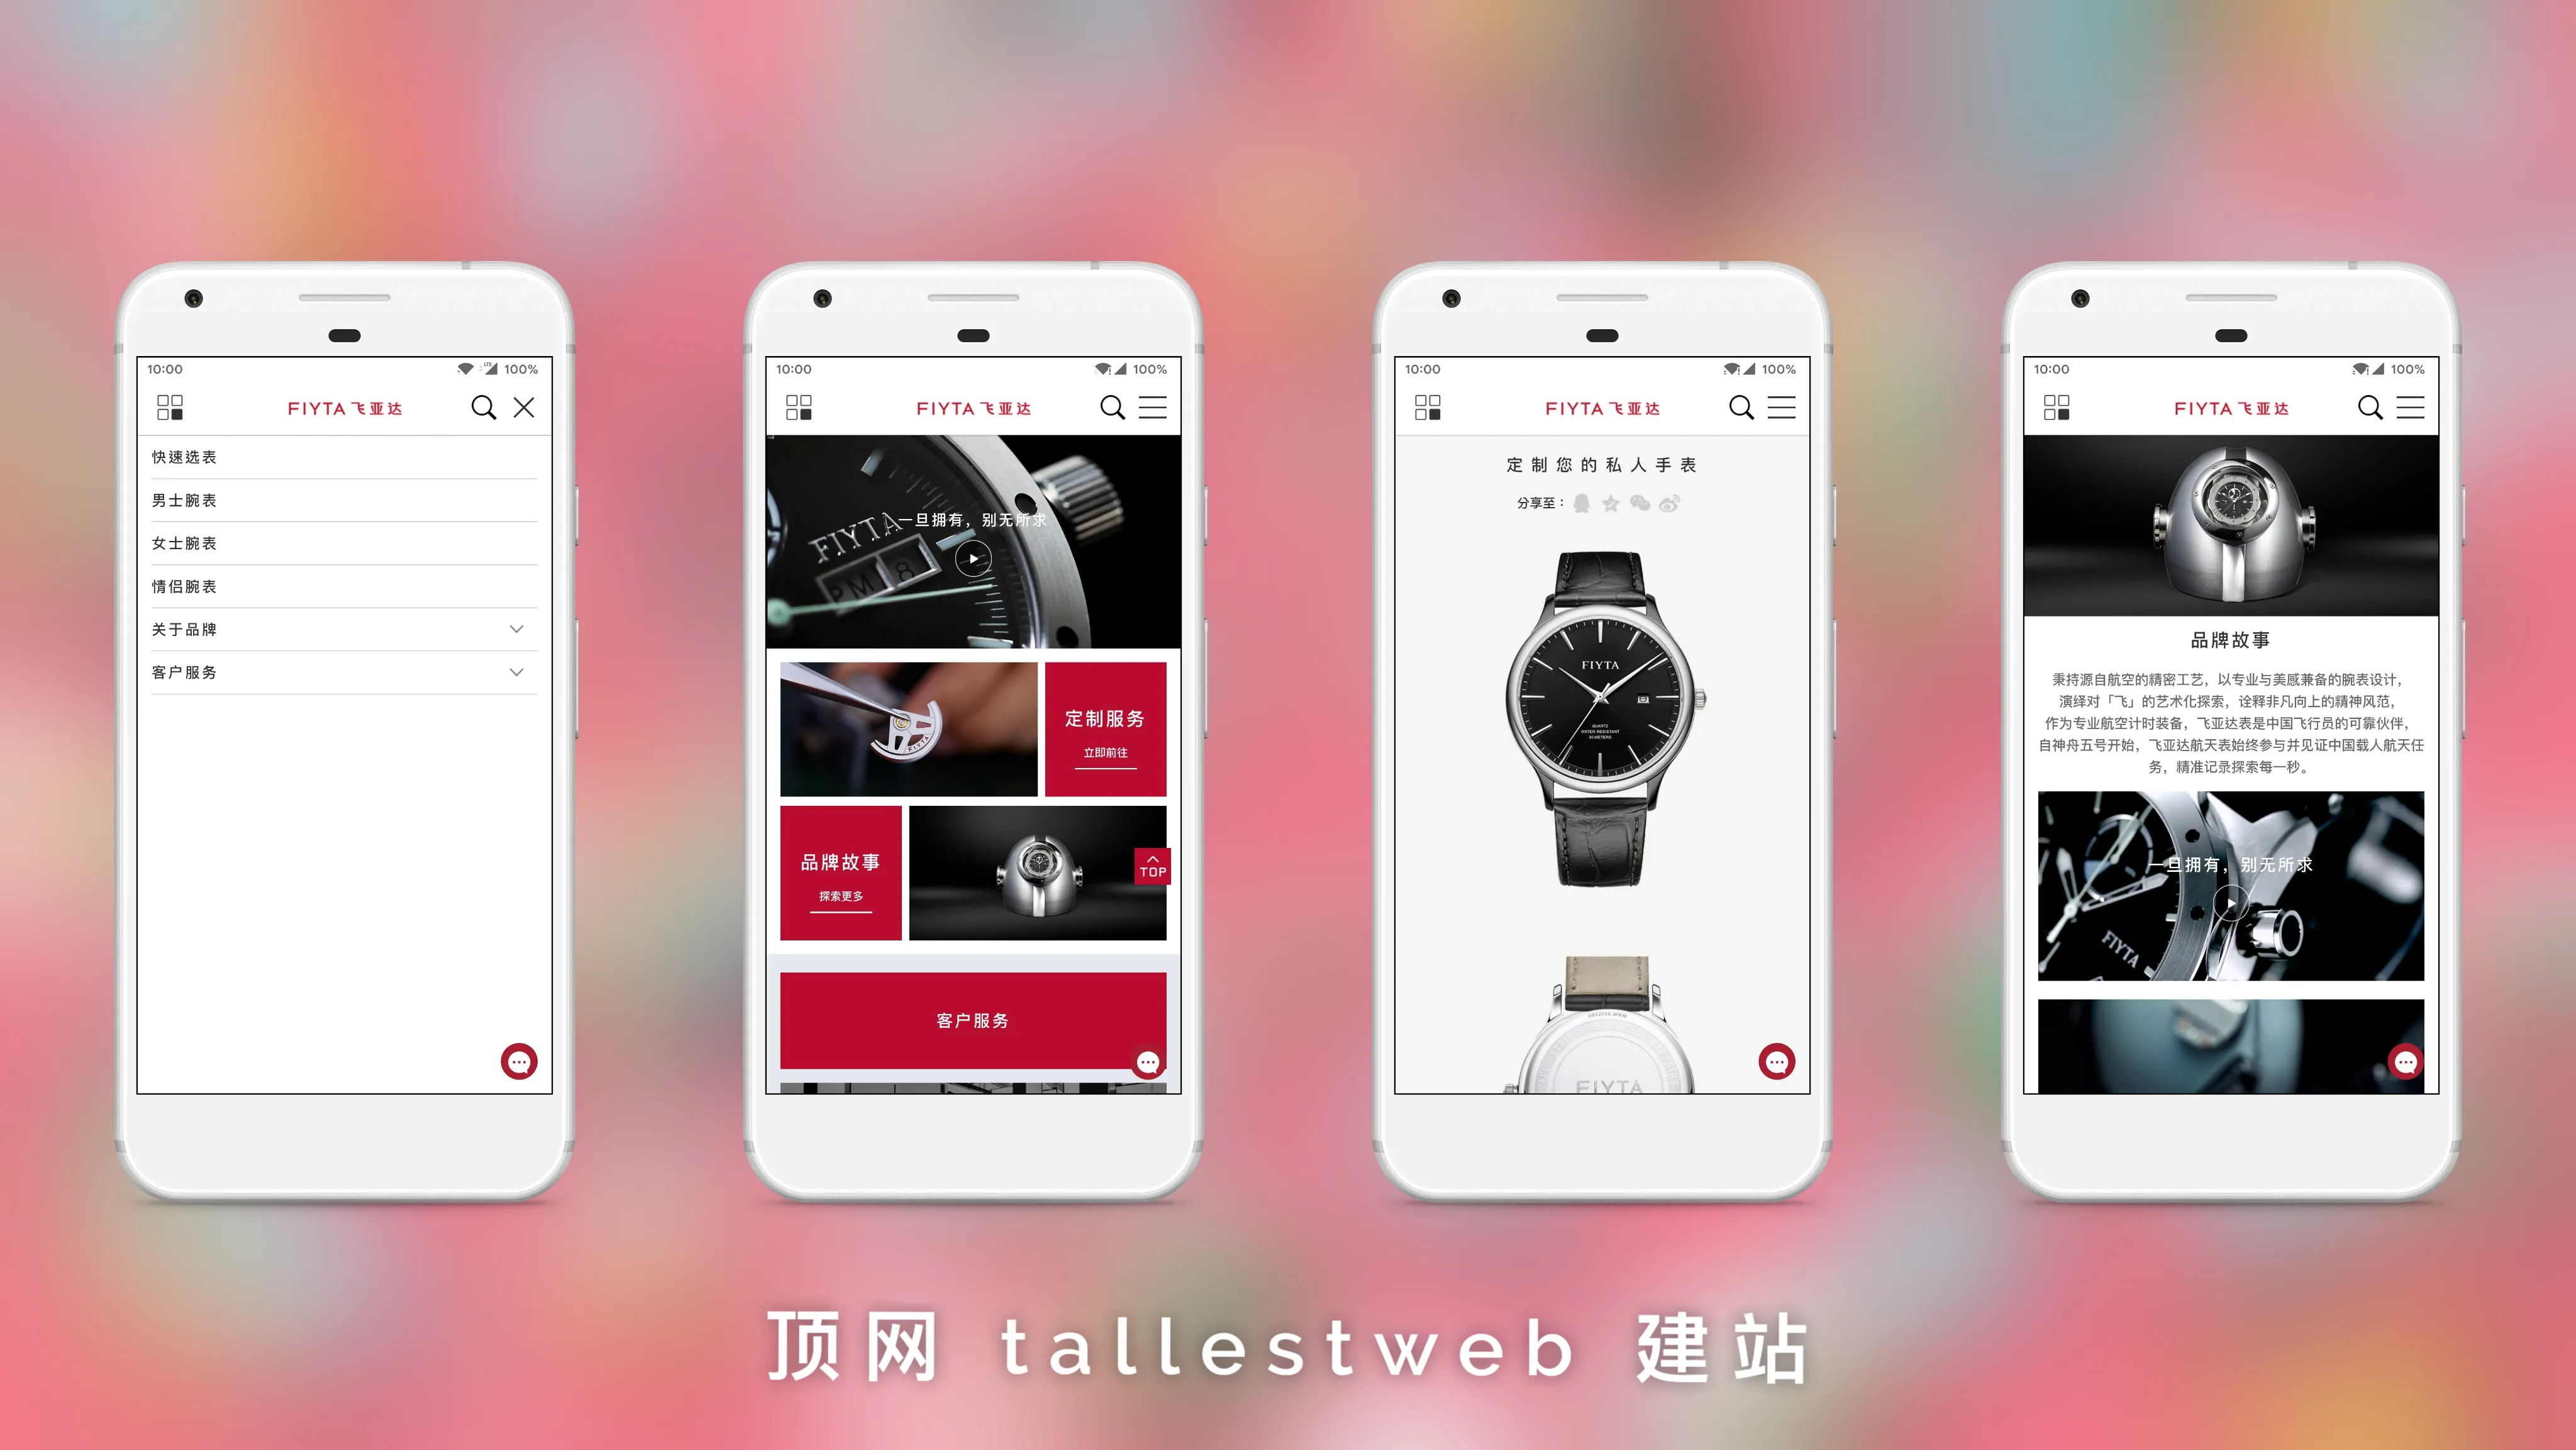 10:00
100%
FIYTA 飞亚达
快速选表
男士腕表
女士腕表
情侣腕表
关于品牌
客户服务
10:00
100%
FIYTA 飞亚达
一旦拥有，别无所求
FIYTA
PM 8
FIYTA
定制服务
立即前往
品牌故事
探索更多
TOP
客户服务
10:00
100%
FIYTA 飞亚达
定制您的私人手表
分享至：
FIYTA
8
QUARTZ
WATER RESISTANT
FIYTA
10:00
100%
FIYTA 飞亚达
品牌故事
秉持源自航空的精密工艺，以专业与美感兼备的腕表设计，
演绎对「飞」的艺术化探索，诠释非凡向上的精神风范，
作为专业航空计时装备，飞亚达表是中国飞行员的可靠伙伴，
自神舟五号开始，飞亚达航天表始终参与并见证中国载人航天任
务，精准记录探索每一秒。
一旦拥有，别无所求
FIYTA
顶网 tallestweb 建站